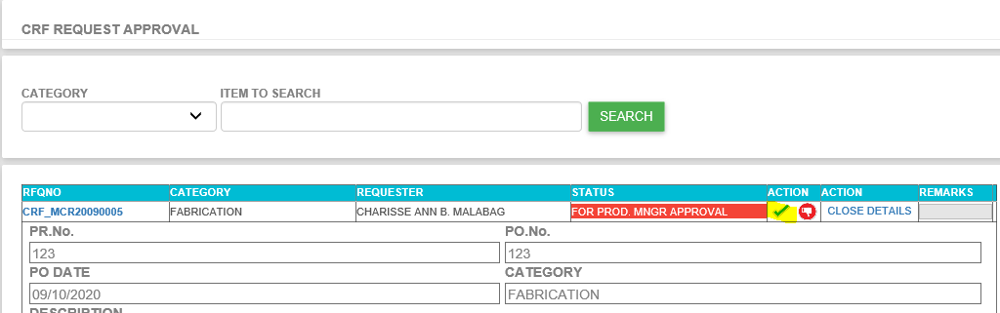 CRF REQUEST APPROVAL
CATEGORY ITEM TO SEARCH
SEARCH
RFQNO CATEGORY REQUESTER STATUS ACTION ACTION REMARKS
CRF_MCR20090005 FABRICATION CHARISSE ANN B. MALABAG FOR PROD. MNGR APPROVAL CLOSE DETAILS
PR.No. PO.No.
123 123
PO DATE CATEGORY
09/10/2020 FABRICATION
DESCRIPTION